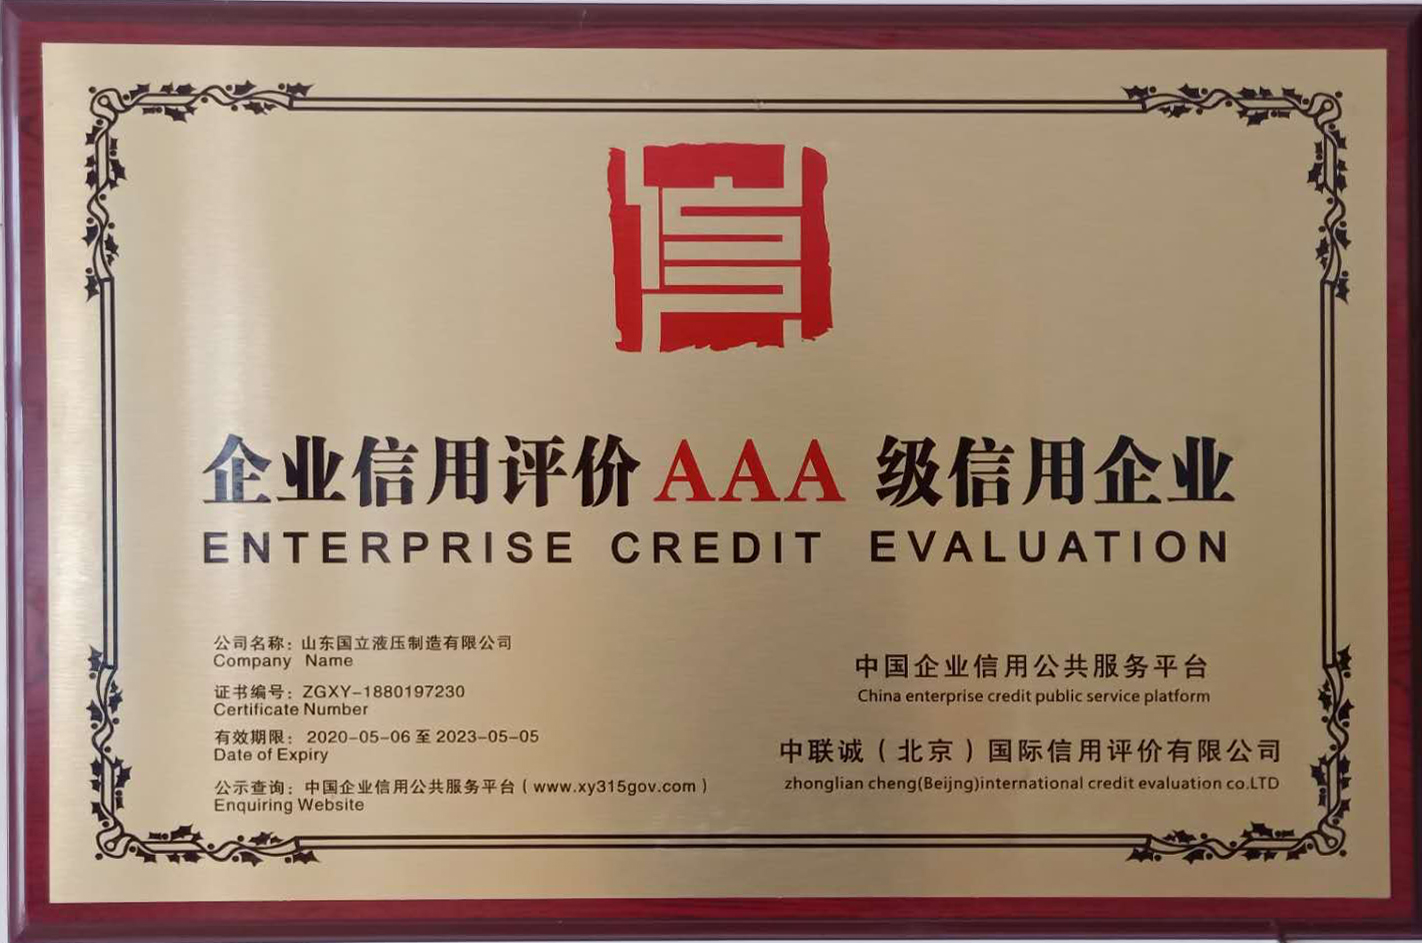 信
企业信用评价AAA 级信用企业
ENTERPRISE CREDIT EVALUATION
公司名称：山东国立液压制造有限公司
Company Name
证书编号：ZGXY-1880197230
Certificate Number
有效期限： 2020-05-06 至 2023-05-05
Date of Expiry
公示查询：中国企业信用公共服务平台（www.xy315gov.com）
Enquiring Website
中国企业信用公共服务平台
China enterprise credit public service platform
中联诚（北京）国际信用评价有限公司
zhonglian cheng(Beijng)international credit evaluation co.LTD